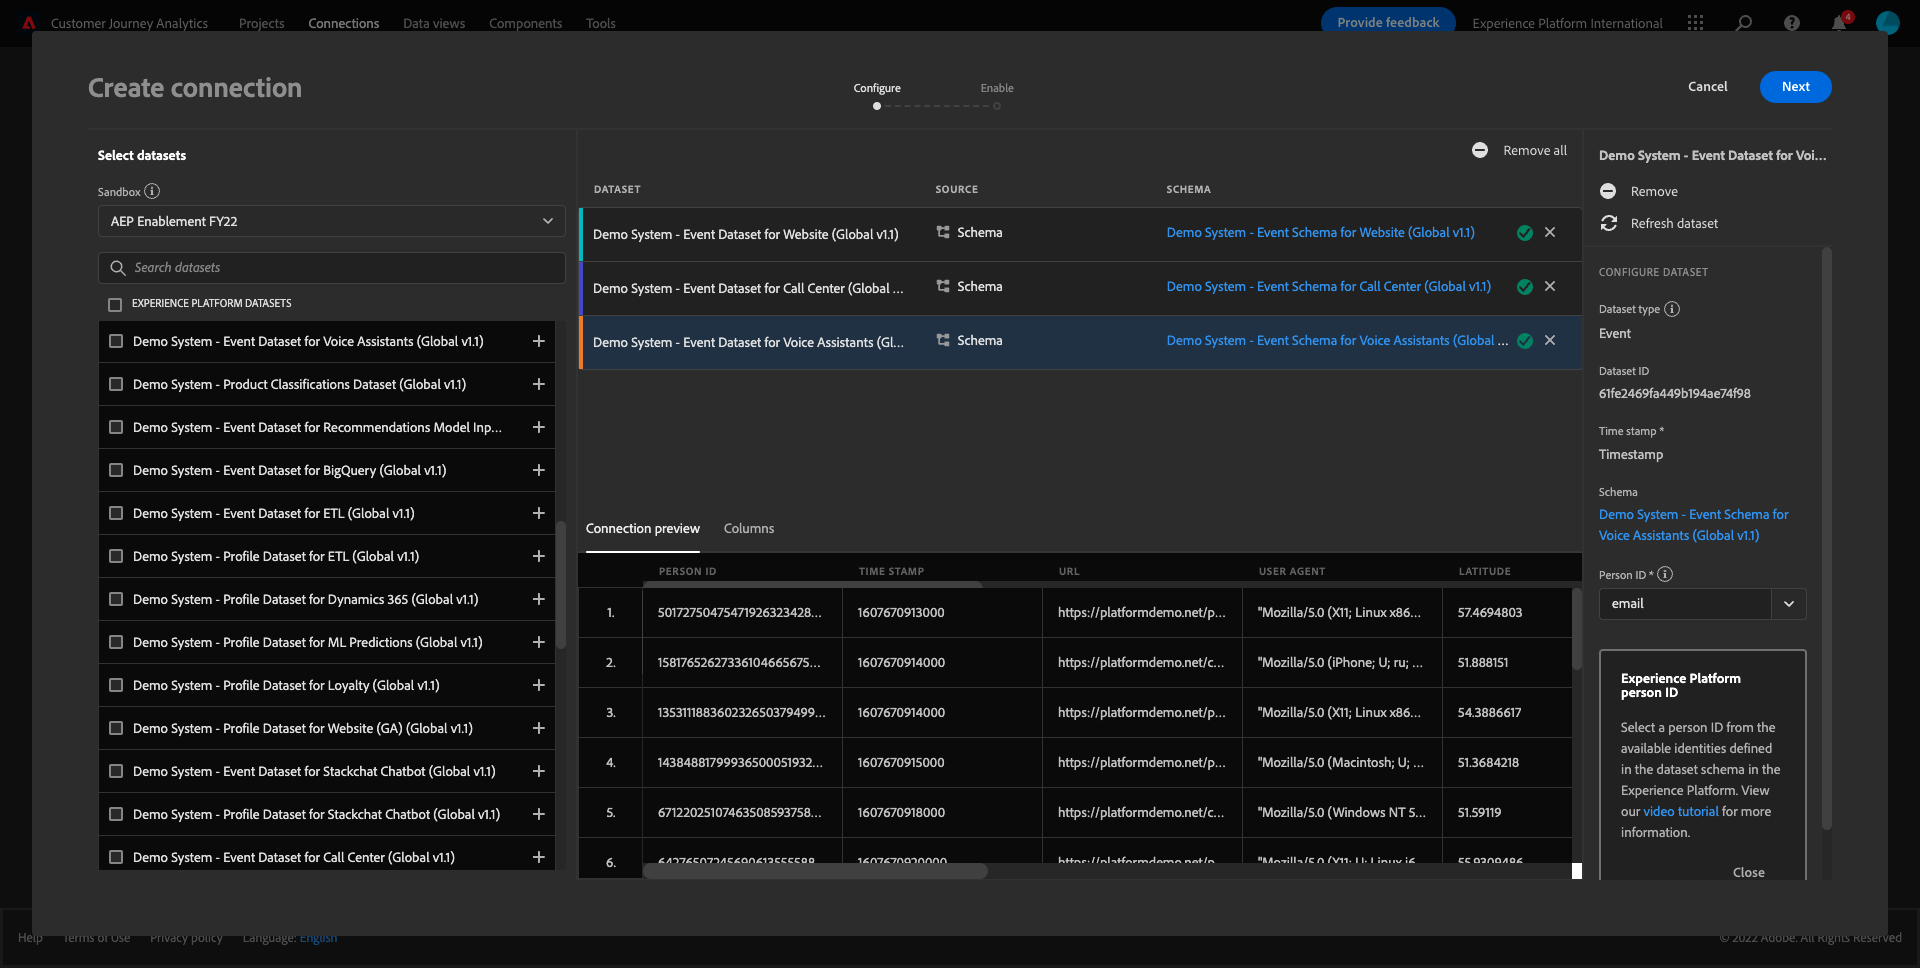 Customer Journey Analytics Projects Connections Data views Components Tools Provide feedback Experience Platform International 4
Create connection
Configure Enable
Cancel Next
Select datasets
Sandbox
AEP Enablement FY22
Search datasets
EXPERIENCE PLATFORM DATASETS
Demo System - Event Dataset for Voice Assistants (Global v1.1)
Demo System - Product Classifications Dataset (Global v1.1)
Demo System - Event Dataset for Recommendations Model Inp...
Demo System - Event Dataset for BigQuery (Global v1.1)
Demo System - Event Dataset for ETL (Global v1.1)
Demo System - Profile Dataset for ETL (Global v1.1)
Demo System - Profile Dataset for Dynamics 365 (Global v1.1)
Demo System - Profile Dataset for ML Predictions (Global v1.1)
Demo System - Profile Dataset for Loyalty (Global v1.1)
Demo System - Profile Dataset for Website (GA) (Global v1.1)
Demo System - Event Dataset for Stackchat Chatbot (Global v1.1)
Demo System - Profile Dataset for Stackchat Chatbot (Global v1.1)
Demo System - Event Dataset for Call Center (Global v1.1)
Remove all
DATASET SOURCE SCHEMA
Demo System - Event Dataset for Website (Global v1.1) Schema Demo System - Event Schema for Website (Global v1.1)
Demo System - Event Dataset for Call Center (Global ... Schema Demo System - Event Schema for Call Center (Global v1.1)
Demo System - Event Dataset for Voice Assistants (Gl... Schema Demo System - Event Schema for Voice Assistants (Global ...
Connection preview Columns
PERSON ID TIME STAMP URL USER AGENT LATITUDE
1. 50172750475471926323428... 1607670913000 https://platformdemo.net/p... "Mozilla/5.0 (X11; Linux x86... 57.4694803
2. 15817652627336104665675... 1607670914000 https://platformdemo.net/c... "Mozilla/5.0 (iPhone; U; ru; ... 51.888151
3. 135311188360232650379499... 1607670914000 https://platformdemo.net/p... "Mozilla/5.0 (X11; Linux x86... 54.3886617
4. 14384881799936500051932... 1607670915000 https://platformdemo.net/p... "Mozilla/5.0 (Macintosh; U; ... 51.3684218
5. 67122025107463508593758... 1607670918000 https://platformdemo.net/c... "Mozilla/5.0 (Windows NT 5... 51.59119
6. 64276507245690613555588... 1607670920000 https://platformdemo.net/p... "Mozilla/5.0 (X11; U; Linux i6... 55.9309486
Demo System - Event Dataset for Voi...
Remove
Refresh dataset
CONFIGURE DATASET
Dataset type
Event
Dataset ID
61fe2469fa449b194ae74f98
Time stamp *
Timestamp
Schema
Demo System - Event Schema for
Voice Assistants (Global v1.1)
Person ID *
email
Experience Platform
person ID
Select a person ID from the
available identities defined
in the dataset schema in the
Experience Platform. View
our video tutorial for more
information.
Close
Help Terms of Use Privacy policy Language: English © 2022 Adobe. All Rights Reserved